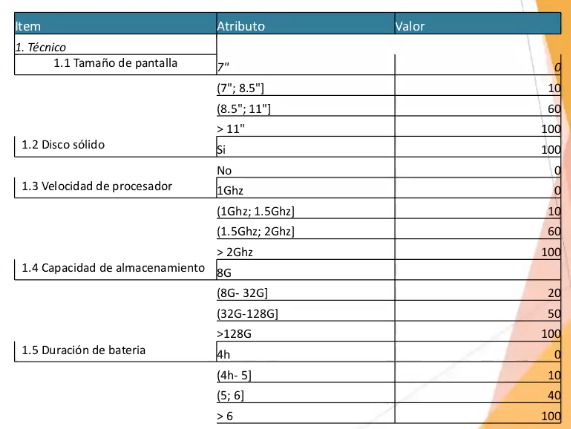 Item Atributo Valor
1. Técnico
1.1 Tamaño de pantalla 7" 0
(7"; 8.5"] 10
(8.5"; 11"] 60
> 11" 100
1.2 Disco sólido Si 100
No 0
1.3 Velocidad de procesador 1Ghz 0
(1Ghz; 1.5Ghz] 10
(1.5Ghz; 2Ghz] 60
> 2Ghz 100
1.4 Capacidad de almacenamiento 8G
(8G- 32G] 20
(32G-128G] 50
>128G 100
1.5 Duración de bateria 4h 0
(4h- 5] 10
(5; 6] 40
> 6 100